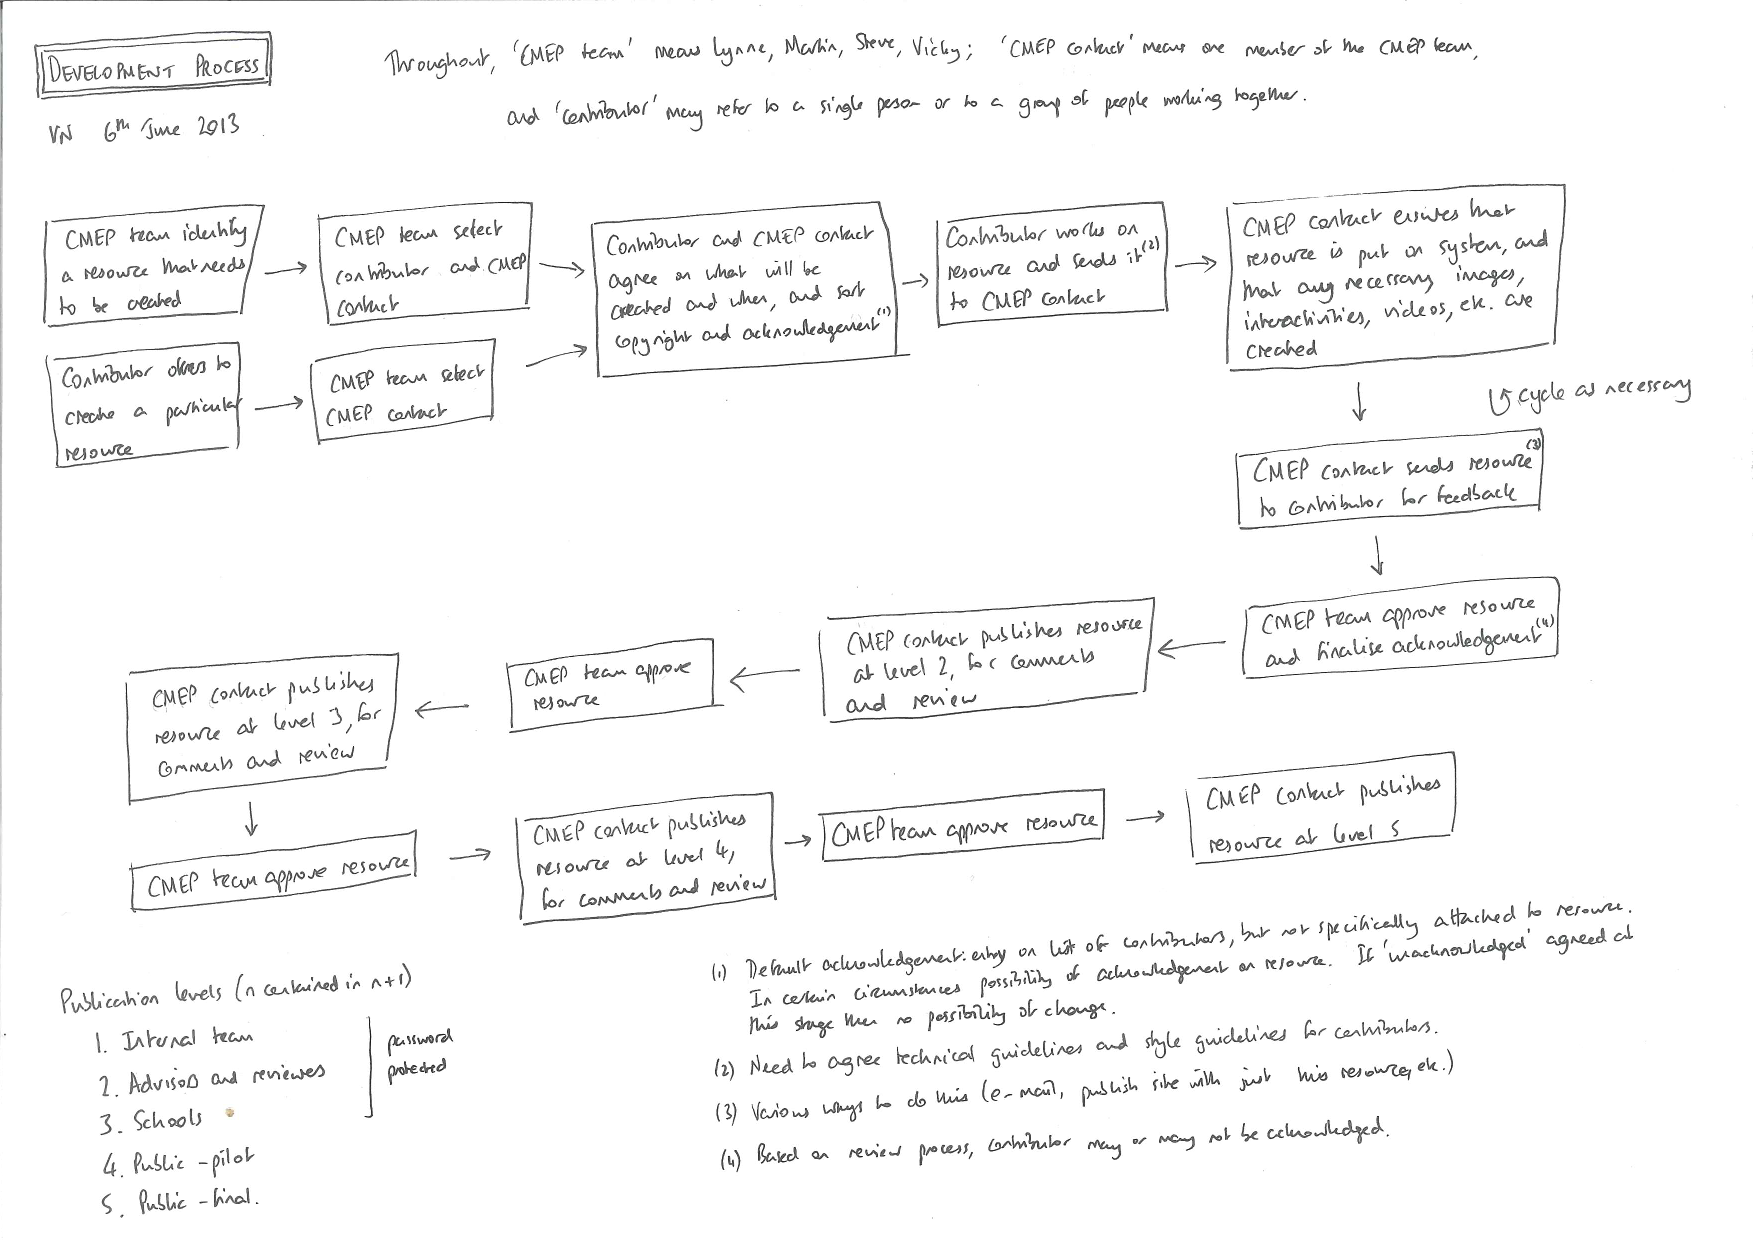 DEVELOPMENT PROCESS
VN 6th June 2013
Throughout, 'CMEP team' means Lynne, Martin, Steve, Vicky; 'CMEP contact' means one member of the CMEP team,
and 'contributor' may refer to a single person or to a group of people working together.
CMEP team identify
a resource that needs
to be created
CMEP team select
contributor and CMEP
contact
Contributor and CMEP contact
agree on what will be
created and when, and sort
copyright and acknowledgement(1)
Contributor works on
resource and sends it(2)
to CMEP contact
CMEP contact ensures that
resource is put on system, and
that any necessary images,
interactivities, videos, etc. are
created
Contributor offers to
create a particular
resource
CMEP team select
CMEP contact
↺ cycle as necessary
CMEP contact sends resource(3)
to contributor for feedback
CMEP team approve resource
and finalise acknowledgement(4)
CMEP contact publishes resource
at level 2, for comments
and review
CMEP team approve
resource
CMEP contact publishes
resource at level 3, for
comments and review
CMEP team approve resource
CMEP contact publishes
resource at level 4,
for comments and review
CMEP team approve resource
CMEP contact publishes
resource at level 5
Publication levels (n contained in n+1)
1. Internal team
2. Advisors and reviewers
3. Schools
4. Public - pilot
5. Public - final.
password
protected
(1) Default acknowledgement: entry on list of contributors, but not specifically attached to resource.
In certain circumstances possibility of acknowledgement on resource. If 'unacknowledged' agreed at
this stage then no possibility of change.
(2) Need to agree technical guidelines and style guidelines for contributors.
(3) Various ways to do this (e-mail, publish site with just this resource, etc.)
(4) Based on review process, contributor may or may not be acknowledged.